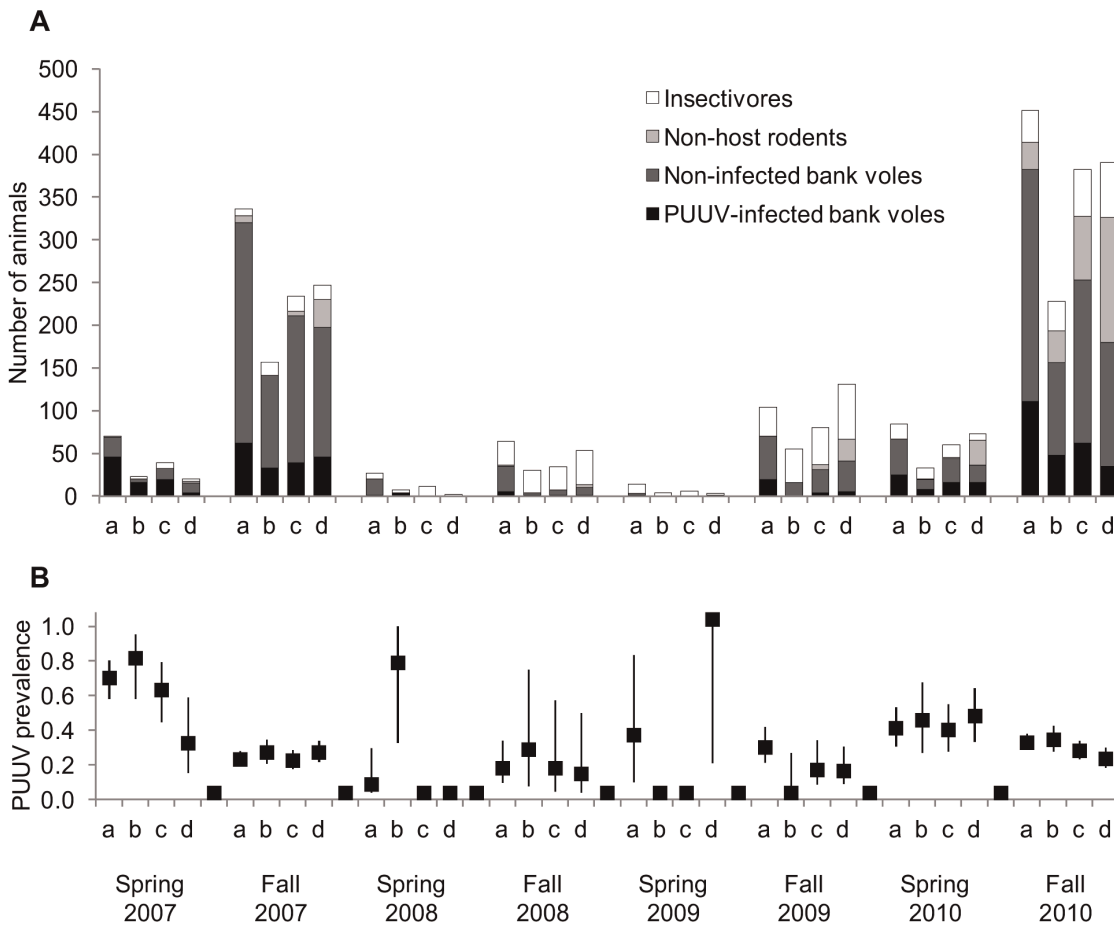 A
500
450
400
350
300
250
200
150
100
50
0
Number of animals
Insectivores
Non-host rodents
Non-infected bank voles
PUUV-infected bank voles
a b c d a b c d a b c d a b c d a b c d a b c d a b c d a b c d
B
1.0
0.8
0.6
0.4
0.2
0.0
PUUV prevalence
a b c d a b c d a b c d a b c d a b c d a b c d a b c d a b c d
Spring Fall Spring Fall Spring Fall Spring Fall
2007 2007 2008 2008 2009 2009 2010 2010